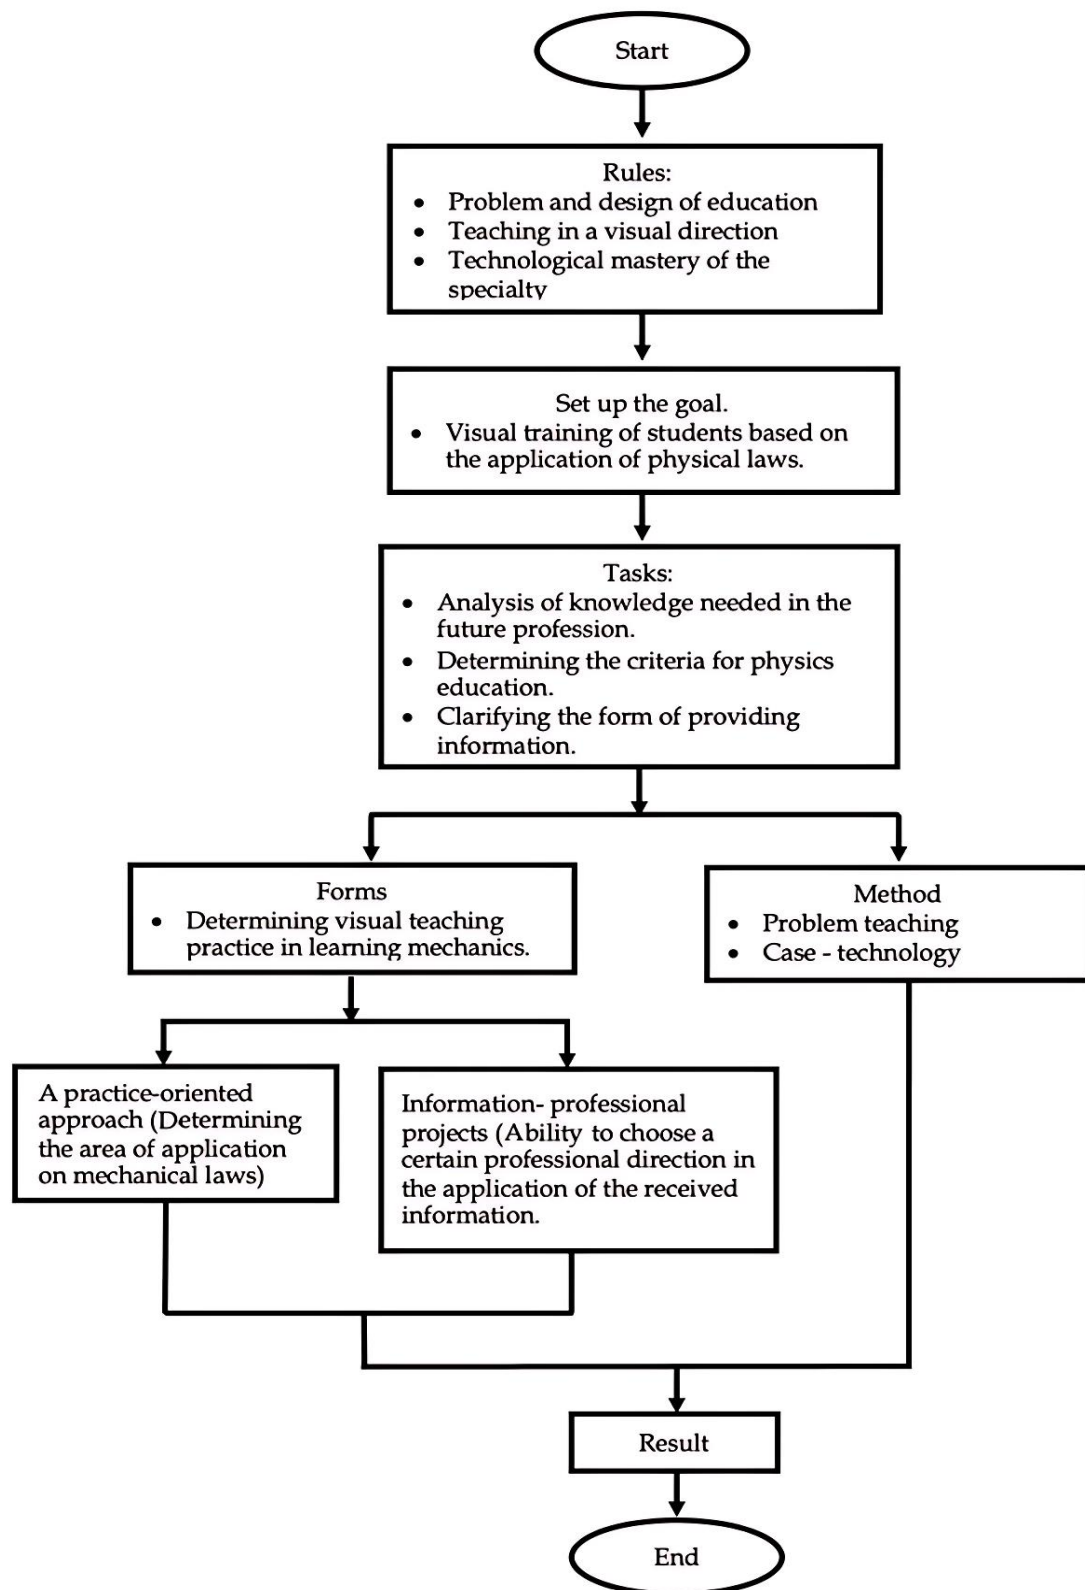 Start
Rules:
• Problem and design of education
• Teaching in a visual direction
• Technological mastery of the
specialty
Set up the goal.
• Visual training of students based on
the application of physical laws.
Tasks:
• Analysis of knowledge needed in the
future profession.
• Determining the criteria for physics
education.
• Clarifying the form of providing
information.
Forms
• Determining visual teaching
practice in learning mechanics.
Method
• Problem teaching
• Case - technology
A practice-oriented
approach (Determining
the area of application
on mechanical laws)
Information- professional
projects (Ability to choose a
certain professional direction in
the application of the received
information.
Result
End